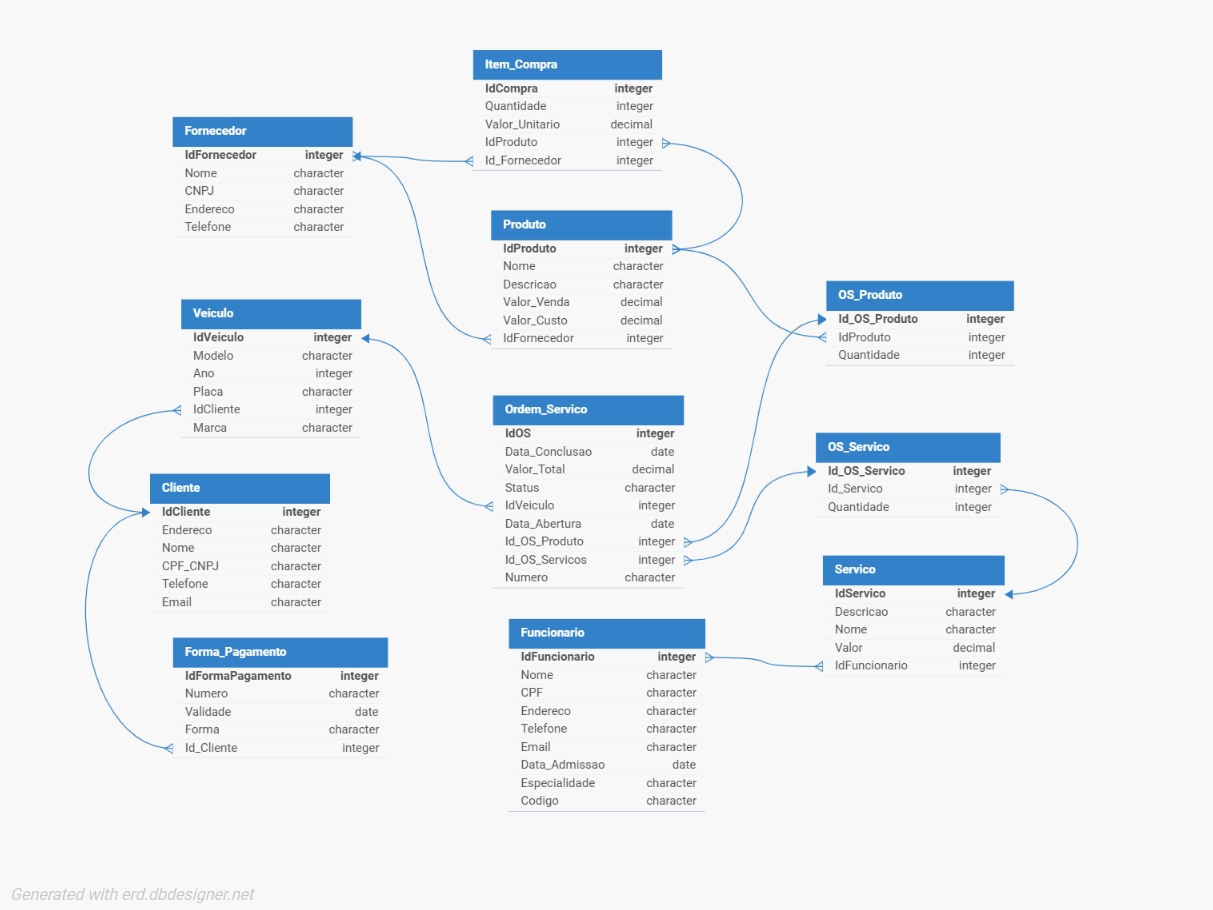 Item_Compra
IdCompra integer
Quantidade integer
Valor_Unitario decimal
IdProduto integer
Id_Fornecedor integer
Fornecedor
IdFornecedor integer
Nome character
CNPJ character
Endereco character
Telefone character
Produto
IdProduto integer
Nome character
Descricao character
Valor_Venda decimal
Valor_Custo decimal
IdFornecedor integer
OS_Produto
Id_OS_Produto integer
IdProduto integer
Quantidade integer
Veiculo
IdVeiculo integer
Modelo character
Ano integer
Placa character
IdCliente integer
Marca character
Ordem_Servico
IdOS integer
Data_Conclusao date
Valor_Total decimal
Status character
IdVeiculo integer
Data_Abertura date
Id_OS_Produto integer
Id_OS_Servicos integer
Numero character
OS_Servico
Id_OS_Servico integer
Id_Servico integer
Quantidade integer
Cliente
IdCliente integer
Endereco character
Nome character
CPF_CNPJ character
Telefone character
Email character
Servico
IdServico integer
Descricao character
Nome character
Valor decimal
IdFuncionario integer
Funcionario
IdFuncionario integer
Nome character
CPF character
Endereco character
Telefone character
Email character
Data_Admissao date
Especialidade character
Codigo character
Forma_Pagamento
IdFormaPagamento integer
Numero character
Validade date
Forma character
Id_Cliente integer
Generated with erd.dbdesigner.net